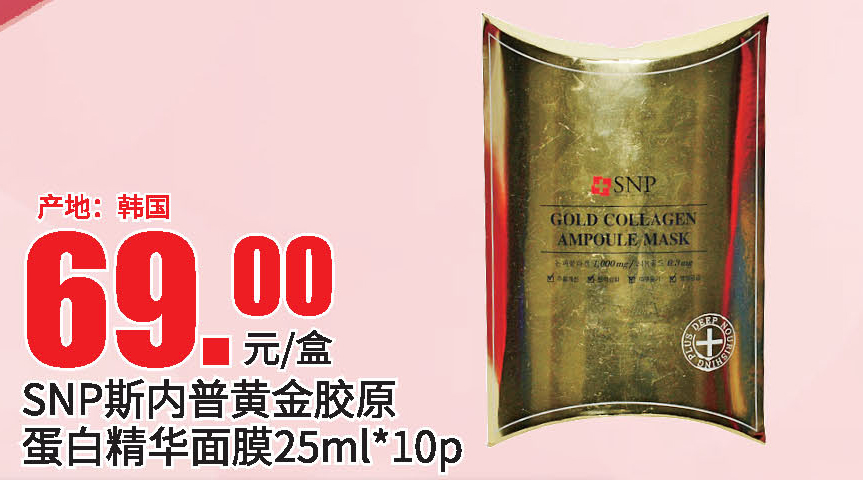 产地：韩国
69.00
元/盒
SNP斯内普黄金胶原
蛋白精华面膜25ml*10p
SNP
GOLD COLLAGEN
AMPOULE MASK
DEEP NOURISHING PLUS